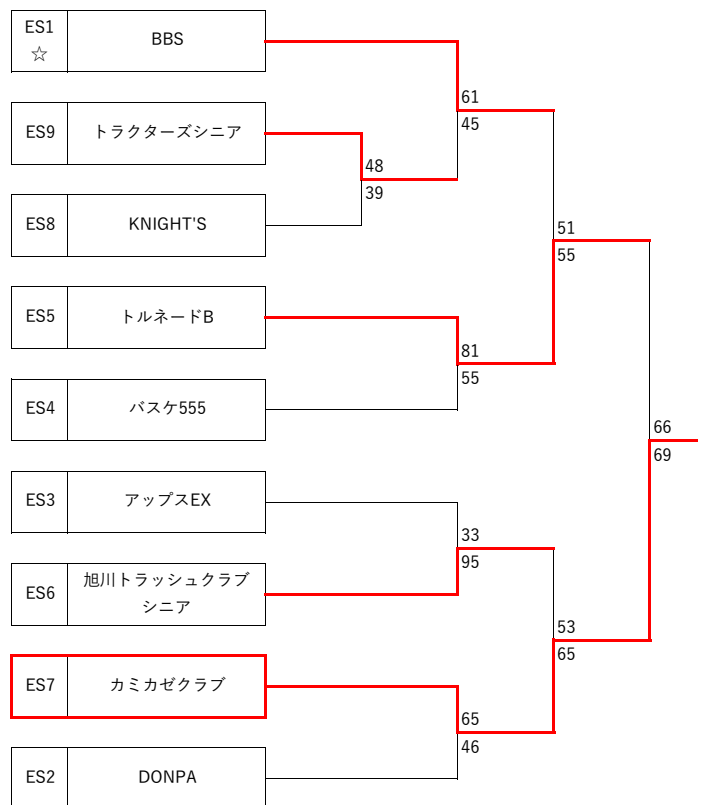 ES1
☆
BBS
61
45
ES9
トラクターズシニア
48
39
ES8
KNIGHT'S
51
55
ES5
トルネードB
81
55
ES4
バスケ555
66
69
ES3
アップスEX
33
95
ES6
旭川トラッシュクラブ
シニア
53
65
ES7
カミカゼクラブ
65
46
ES2
DONPA